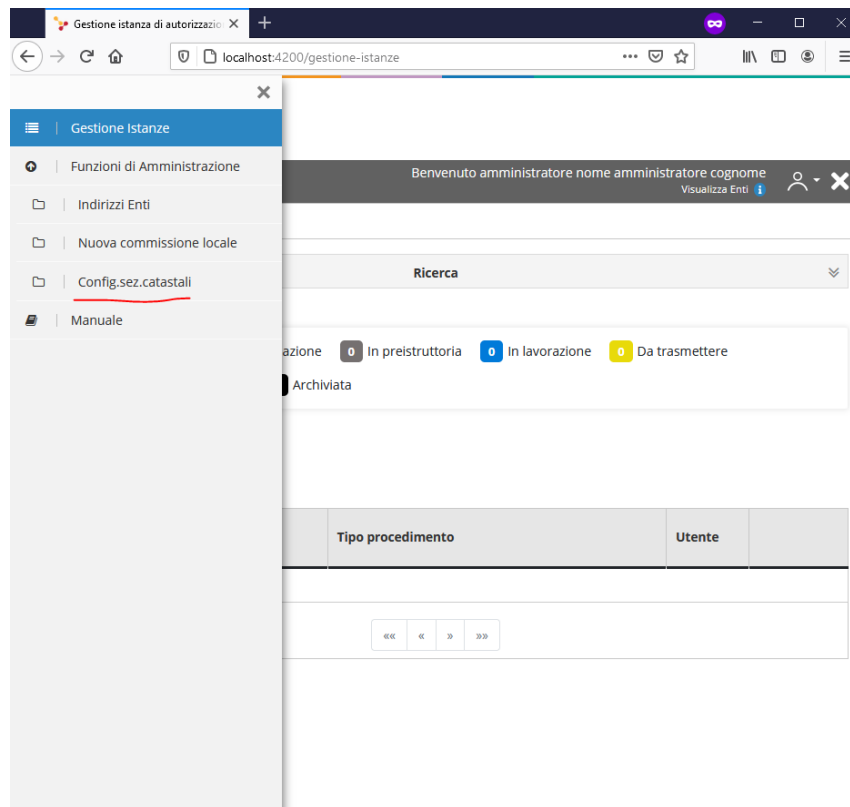 Gestione istanza di autorizzazio
localhost:4200/gestione-istanze
Gestione Istanze
Funzioni di Amministrazione
Indirizzi Enti
Nuova commissione locale
Config.sez.catastali
Manuale
Benvenuto amministratore nome amministratore cognome
Visualizza Enti
Ricerca
azione 0 In preistruttoria 0 In lavorazione 0 Da trasmettere
Archiviata
Tipo procedimento Utente
«« « » »»